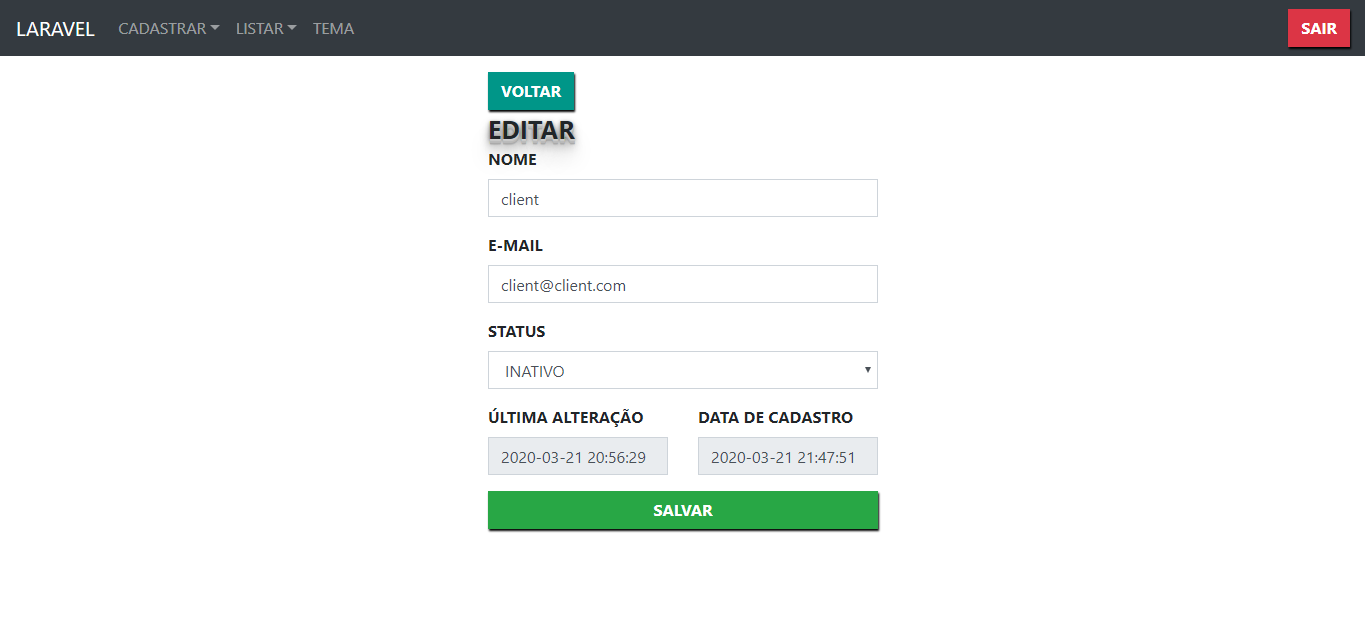 LARAVEL CADASTRAR LISTAR TEMA SAIR
VOLTAR
EDITAR
NOME
client
E-MAIL
client@client.com
STATUS
INATIVO
ÚLTIMA ALTERAÇÃO DATA DE CADASTRO
2020-03-21 20:56:29 2020-03-21 21:47:51
SALVAR